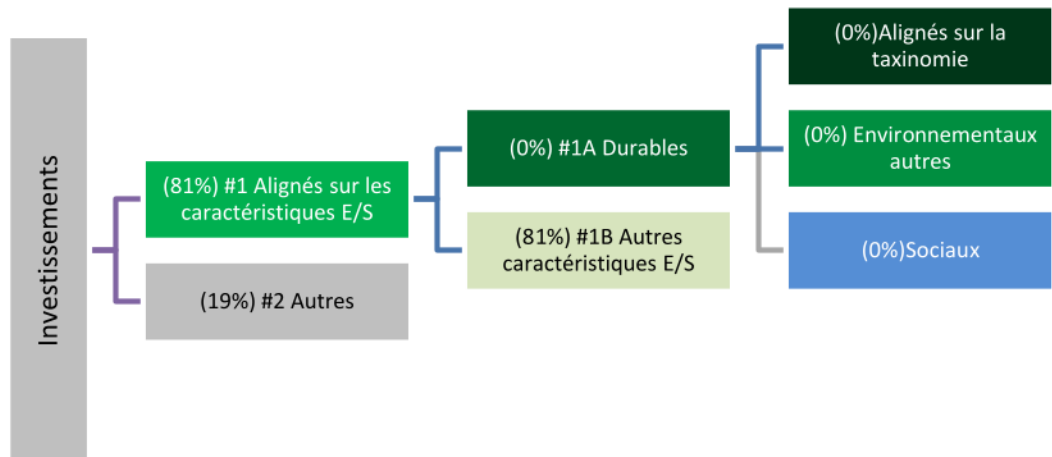 Investissements
(81%) #1 Alignés sur les
caractéristiques E/S
(19%) #2 Autres
(0%) #1A Durables
(81%) #1B Autres
caractéristiques E/S
(0%)Alignés sur la
taxinomie
(0%) Environnementaux
autres
(0%)Sociaux